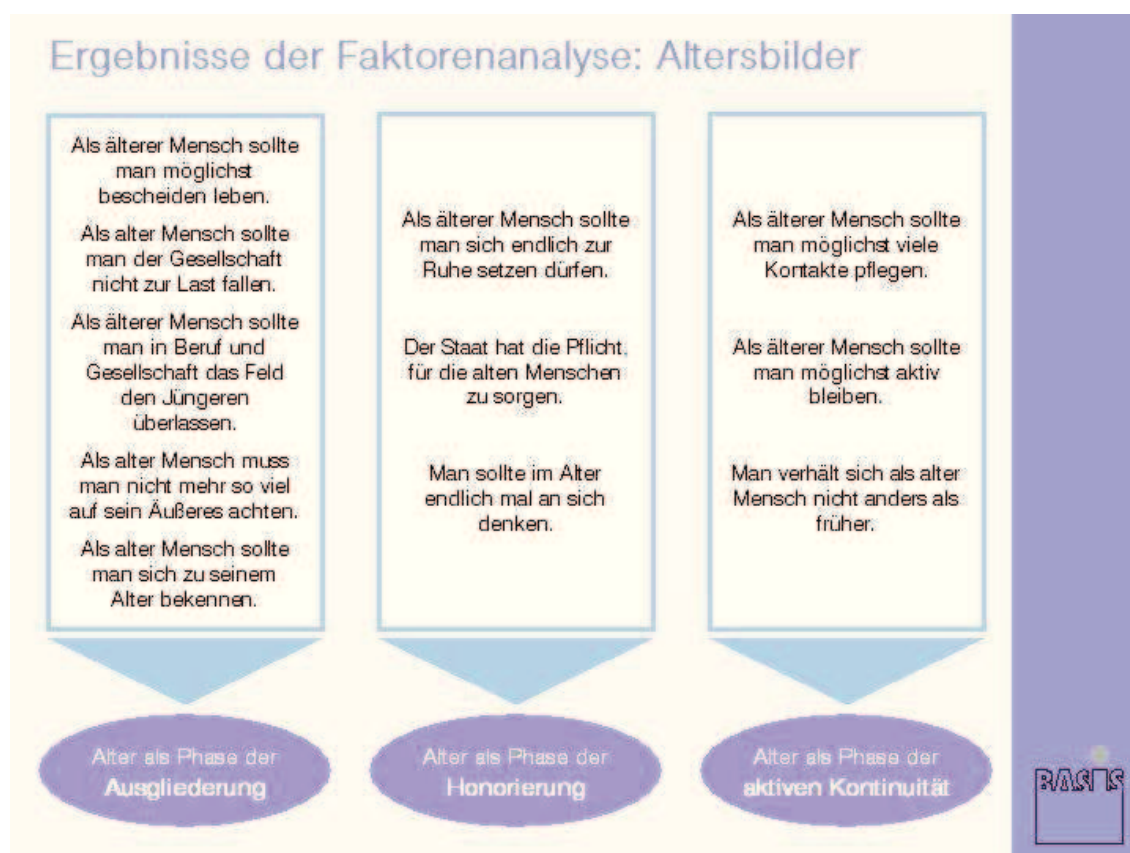 Ergebnisse der Faktorenanalyse: Altersbilder
Als älterer Mensch sollte
man möglichst
bescheiden leben.
Als alter Mensch sollte
man der Gesellschaft
nicht zur Last fallen.
Als älterer Mensch sollte
man in Beruf und
Gesellschaft das Feld
den Jüngeren
überlassen.
Als alter Mensch muss
man nicht mehr so viel
auf sein Äußeres achten.
Als alter Mensch sollte
man sich zu seinem
Alter bekennen.
Alter als Phase der
Ausgliederung
Als älterer Mensch sollte
man sich endlich zur
Ruhe setzen dürfen.
Der Staat hat die Pflicht,
für die alten Menschen
zu sorgen.
Man sollte im Alter
endlich mal an sich
denken.
Alter als Phase der
Honorierung
Als älterer Mensch sollte
man möglichst viele
Kontakte pflegen.
Als älterer Mensch sollte
man möglichst aktiv
bleiben.
Man verhält sich als alter
Mensch nicht anders als
früher.
Alter als Phase der
aktiven Kontinuität
BASIS